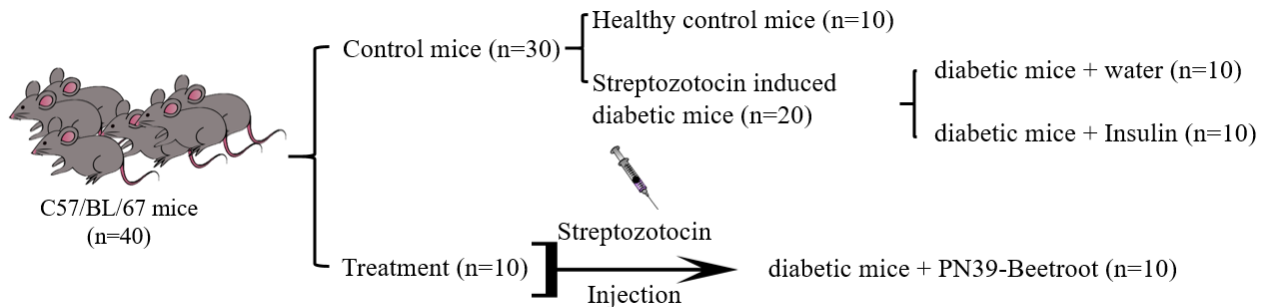 Healthy control mice (n=10)
Control mice (n=30)
Streptozotocin induced
diabetic mice (n=20)
diabetic mice + water (n=10)
diabetic mice + Insulin (n=10)
C57/BL/67 mice
(n=40)
Streptozotocin
Treatment (n=10)
Injection
diabetic mice + PN39-Beetroot (n=10)